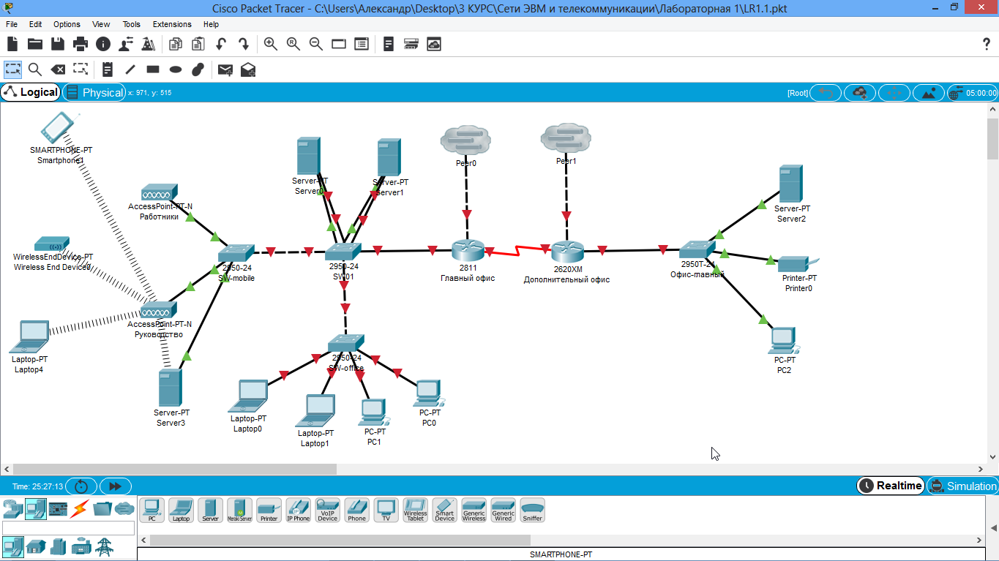 Cisco Packet Tracer - C:\Users\Александр\Desktop\3 КУРС\Сети ЭВМ и телекоммуникации\Лабораторная 1\LR1.1.pkt
File Edit Options View Tools Extensions Help
Logical Physical x: 971, y: 515 [Root] 05:00:00
SMARTPHONE-PT
Smartphone1
AccessPoint-PT-N
Работники
WirelessEndDevice-PT
Wireless End Device0
AccessPoint-PT-N
Руководство
Laptop-PT
Laptop4
Server-PT
Server3
2950-24
SW-mobile
Server-PT
Server0
Server-PT
Server1
2950-24
SW01
2950-24
SW-office
Laptop-PT
Laptop0
Laptop-PT
Laptop1
PC-PT
PC1
PC-PT
PC0
Peer0
Peer1
2811
Главный офис
2620XM
Дополнительный офис
2950T-24
Офис-главный
Server-PT
Server2
Printer-PT
Printer0
PC-PT
PC2
Time: 25:27:13 Realtime Simulation
PC Laptop Server Meraki Server Printer IP Phone VoIP Device Phone TV Wireless Tablet Smart Device Generic Wireless Generic Wired Sniffer
SMARTPHONE-PT